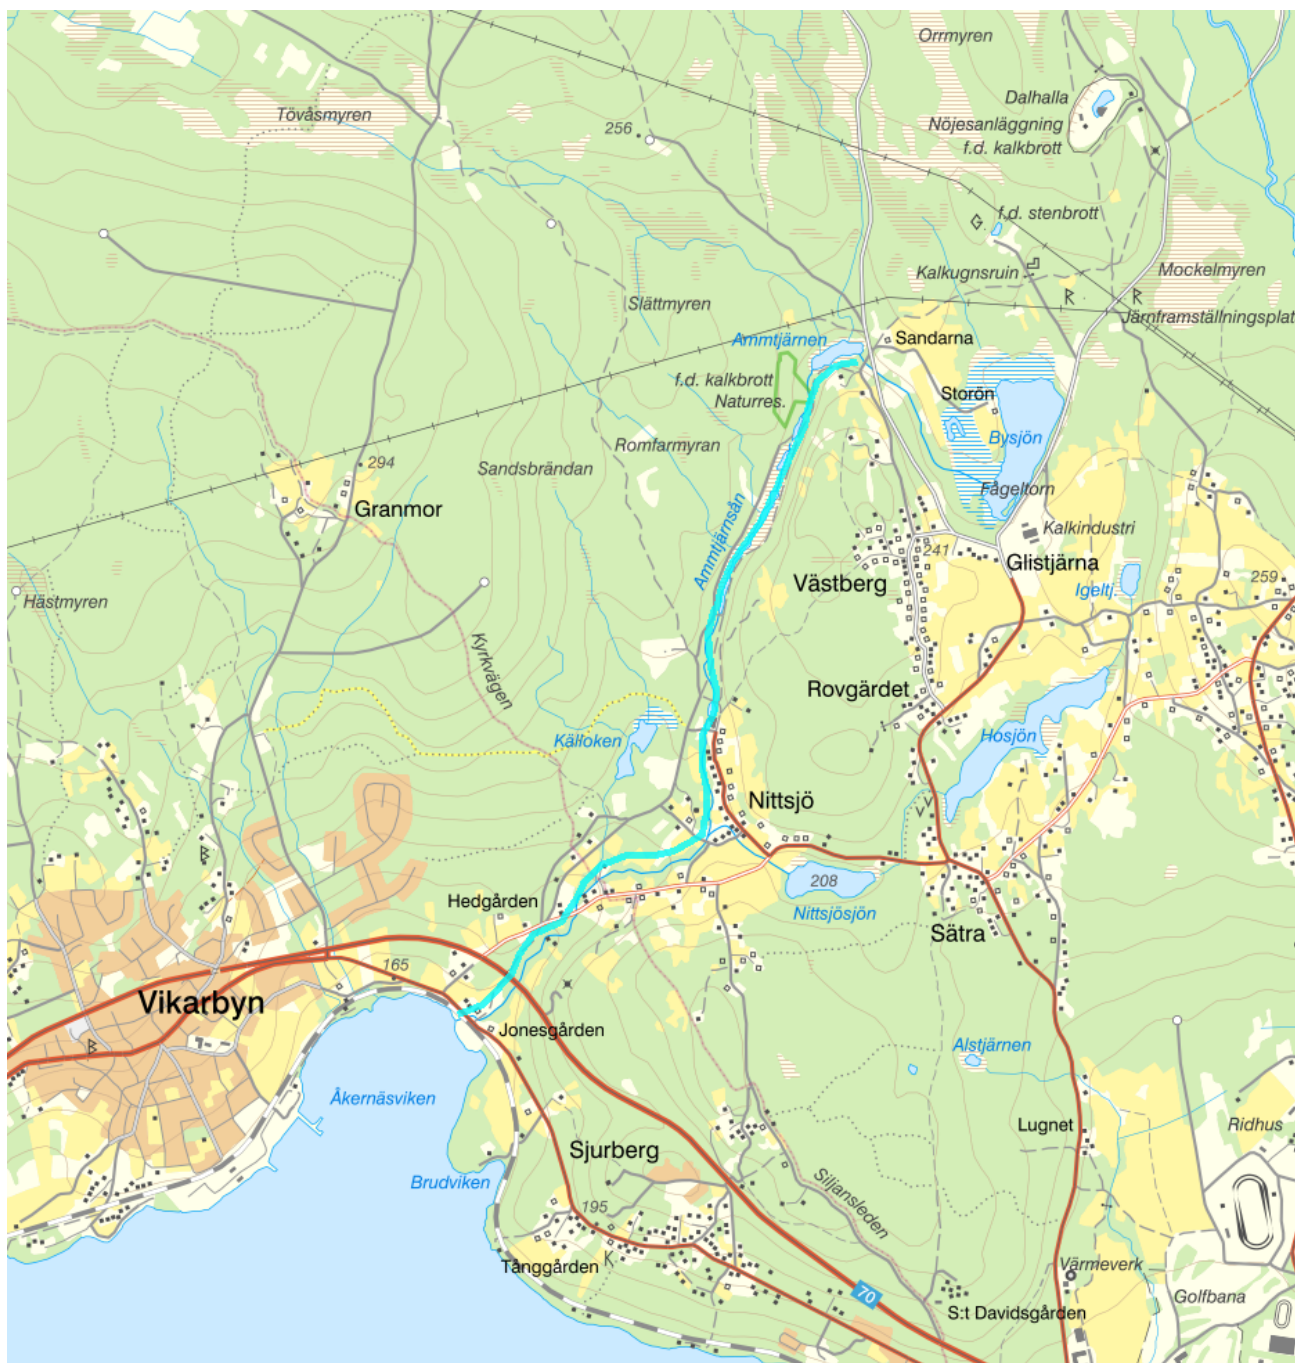 Orrmyren
Dalhalla
Nöjesanläggning
f.d. kalkbrott
Tövåsmyren
256
f.d. stenbrott
Kalkugnsruin
Mockelmyren
R
R
Slättmyren
Järnframställningsplat
Ammtjärnen
Sandarna
f.d. kalkbrott
Naturres.
Storön
Bysjön
Romfarmyran
294
Sandsbrändan
Fågeltorn
Granmor
Ammtjärnsån
Kalkindustri
241
Glistjärna
Västberg
Igeltj.
259
Hästmyren
Kyrkvägen
Rovgärdet
Källoken
Hosjön
Nittsjö
208
Hedgården
Nittsjösjön
Sätra
165
Vikarbyn
Jonesgården
Alstjärnen
Åkernäsviken
Lugnet
Ridhus
Sjurberg
Brudviken
Siljansleden
195
Tånggården
K
Värmeverk
70
Golfbana
S:t Davidsgården